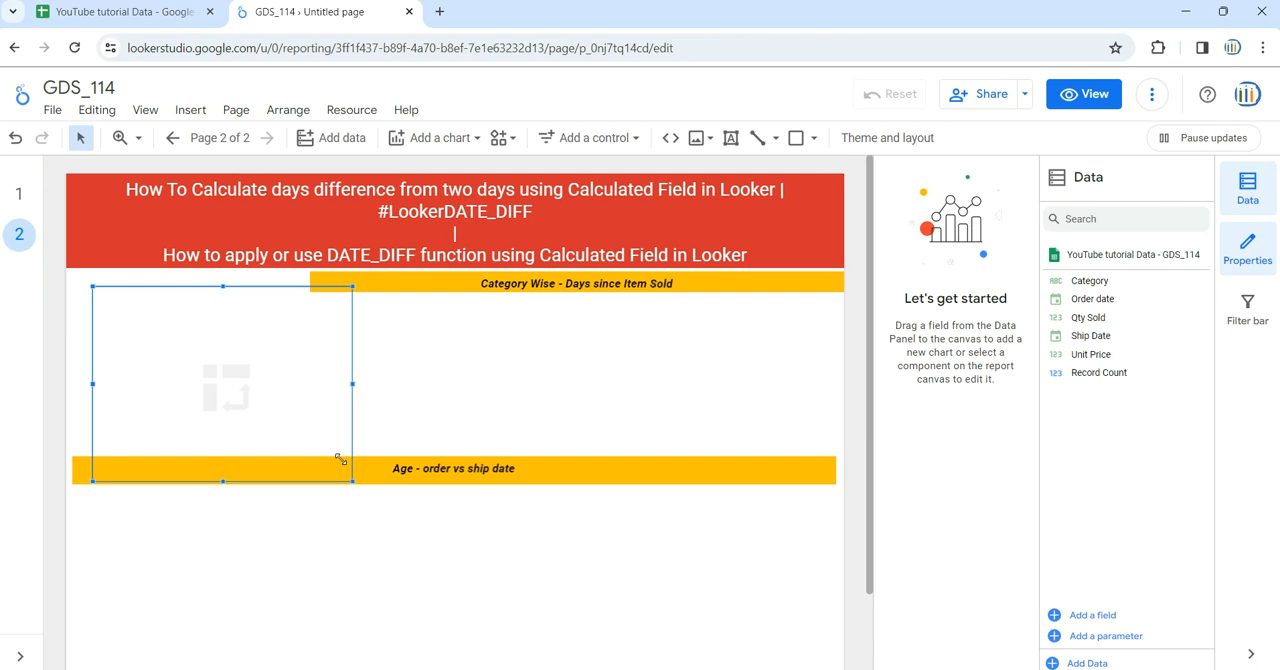 YouTube tutorial Data - Google
GDS_114 › Untitled page
lookerstudio.google.com/u/0/reporting/3ff1f437-b89f-4a70-b8ef-7e1e63232d13/page/p_0nj7tq14cd/edit
GDS_114
File Editing View Insert Page Arrange Resource Help
Reset
Share
View
Page 2 of 2
Add data
Add a chart
Add a control
Theme and layout
Pause updates
1
2
How To Calculate days difference from two days using Calculated Field in Looker |
#LookerDATE_DIFF
|
How to apply or use DATE_DIFF function using Calculated Field in Looker
Category Wise - Days since Item Sold
Age - order vs ship date
Let's get started
Drag a field from the Data
Panel to the canvas to add a
new chart or select a
component on the report
canvas to edit it.
Data
Search
YouTube tutorial Data - GDS_114
ABC Category
Order date
123 Qty Sold
Ship Date
123 Unit Price
123 Record Count
Add a field
Add a parameter
Add Data
Data
Properties
Filter bar